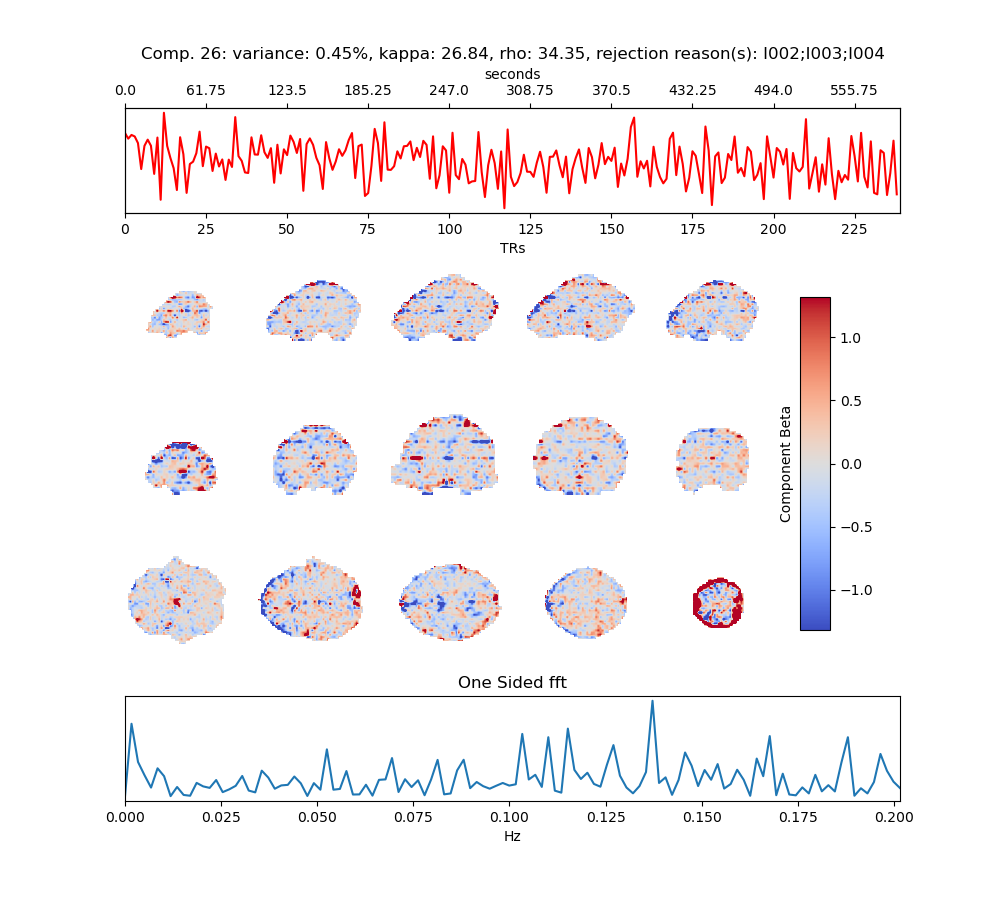 Comp. 26: variance: 0.45%, kappa: 26.84, rho: 34.35, rejection reason(s): I002;I003;I004
seconds
0.0 61.75 123.5 185.25 247.0 308.75 370.5 432.25 494.0 555.75
0 25 50 75 100 125 150 175 200 225
TRs
1.0
0.5
0.0
−0.5
−1.0
Component Beta
One Sided fft
0.000 0.025 0.050 0.075 0.100 0.125 0.150 0.175 0.200
Hz